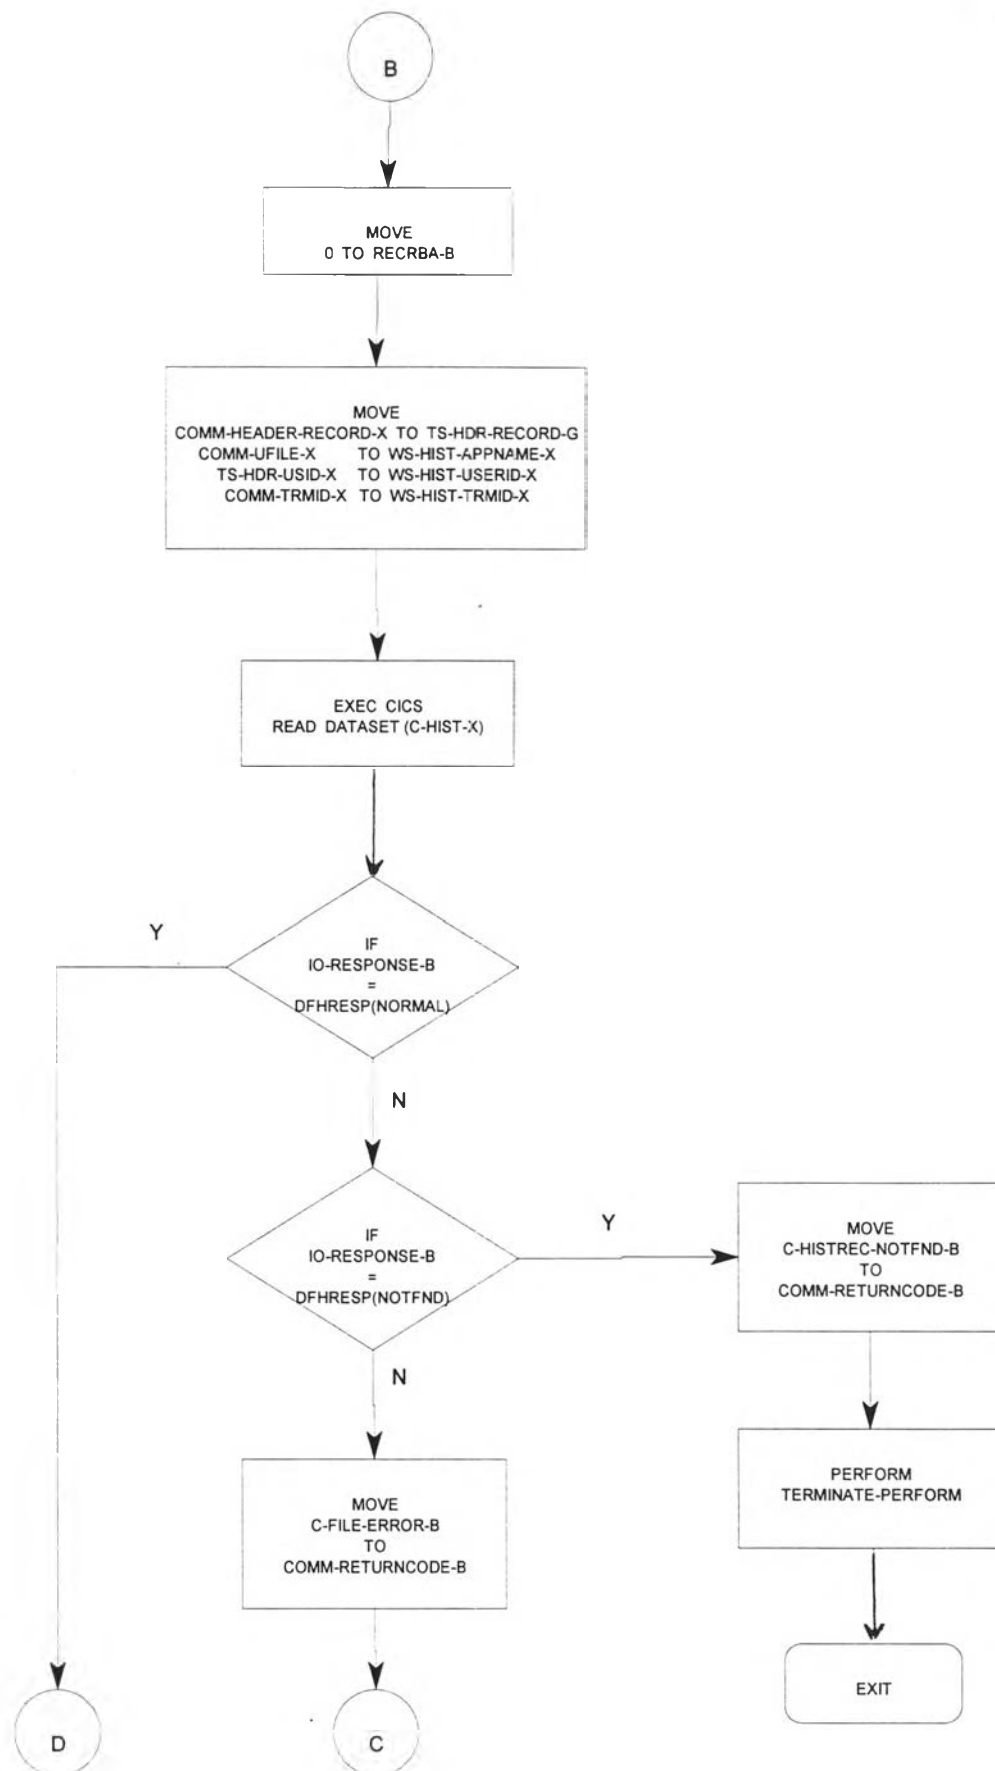 B
MOVE
0 TO RECRBA-B
MOVE
COMM-HEADER-RECORD-X TO TS-HDR-RECORD-G
COMM-UFILE-X TO WS-HIST-APPNAME-X
TS-HDR-USID-X TO WS-HIST-USERID-X
COMM-TRMID-X TO WS-HIST-TRMID-X
EXEC CICS
READ DATASET (C-HIST-X)
Y
IF
IO-RESPONSE-B
=
DFHRESP(NORMAL)
N
IF
IO-RESPONSE-B
=
DFHRESP(NOTFND)
Y
MOVE
C-HISTREC-NOTFND-B
TO
COMM-RETURNCODE-B
N
PERFORM
TERMINATE-PERFORM
MOVE
C-FILE-ERROR-B
TO
COMM-RETURNCODE-B
EXIT
D
C